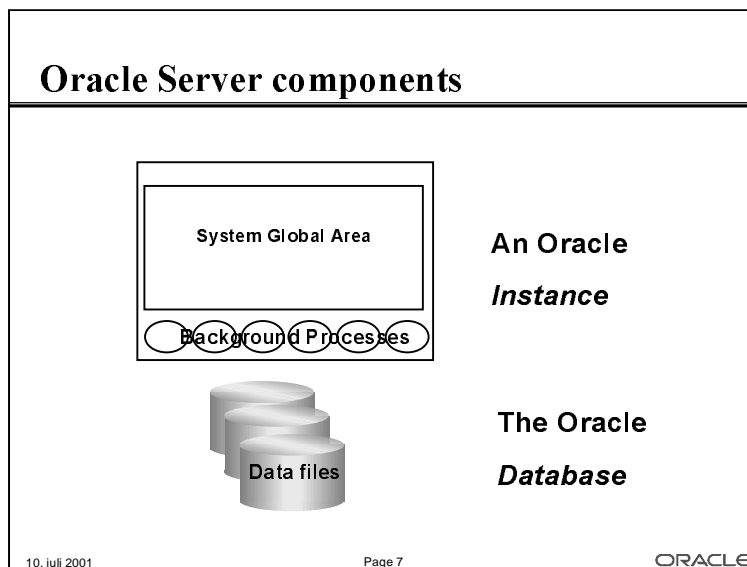 Oracle Server components
System Global Area
Background Processes
An Oracle
Instance
Data files
The Oracle
Database
10. juli 2001
Page 7
ORACLE